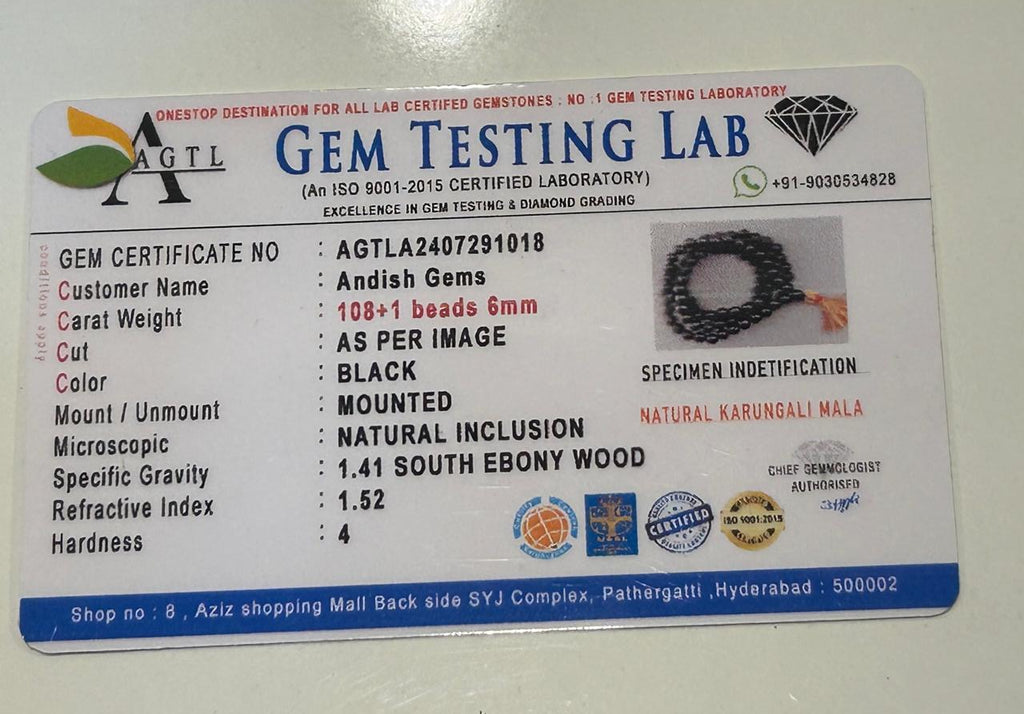 ONESTOP DESTINATION FOR ALL LAB CERTIFED GEMSTONES : NO :1 GEM TESTING LABORATORY
AGTL
GEM TESTING LAB
(An ISO 9001-2015 CERTIFIED LABORATORY)
+91-9030534828
EXCELLENCE IN GEM TESTING & DIAMOND GRADING
conditions apply
GEM CERTIFICATE NO : AGTLA2407291018
Customer Name : Andish Gems
Carat Weight : 108+1 beads 6mm
Cut : AS PER IMAGE
Color : BLACK
Mount / Unmount : MOUNTED
Microscopic : NATURAL INCLUSION
Specific Gravity : 1.41 SOUTH EBONY WOOD
Refractive Index : 1.52
Hardness : 4
SPECIMEN INDETIFICATION
NATURAL KARUNGALI MALA
CHIEF GEMMOLOGIST
AUTHORISED
CERTIFIED
ISO 9001:2015
Shop no : 8 , Aziz shopping Mall Back side SYJ Complex, Pathergatti ,Hyderabad : 500002